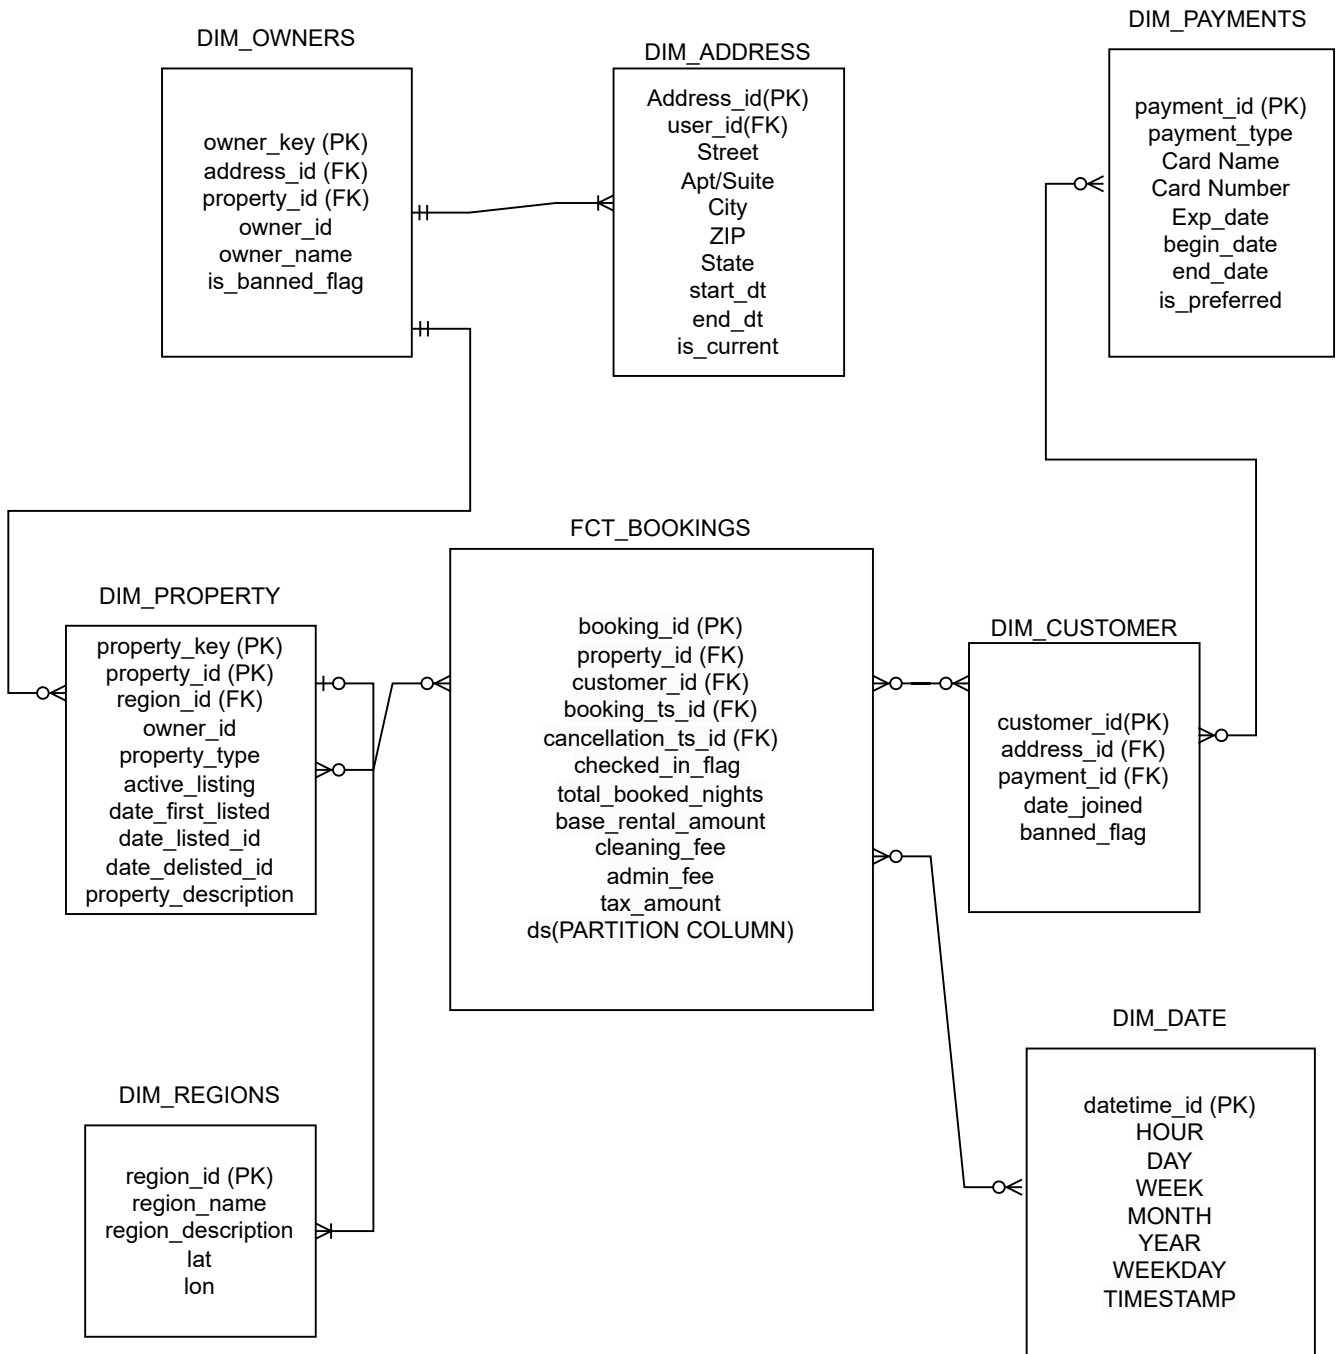 DIM_OWNERS
owner_key (PK)
address_id (FK)
property_id (FK)
owner_id
owner_name
is_banned_flag
DIM_ADDRESS
Address_id(PK)
user_id(FK)
Street
Apt/Suite
City
ZIP
State
start_dt
end_dt
is_current
DIM_PAYMENTS
payment_id (PK)
payment_type
Card Name
Card Number
Exp_date
begin_date
end_date
is_preferred
DIM_PROPERTY
property_key (PK)
property_id (PK)
region_id (FK)
owner_id
property_type
active_listing
date_first_listed
date_listed_id
date_delisted_id
property_description
FCT_BOOKINGS
booking_id (PK)
property_id (FK)
customer_id (FK)
booking_ts_id (FK)
cancellation_ts_id (FK)
checked_in_flag
total_booked_nights
base_rental_amount
cleaning_fee
admin_fee
tax_amount
ds(PARTITION COLUMN)
DIM_CUSTOMER
customer_id(PK)
address_id (FK)
payment_id (FK)
date_joined
banned_flag
DIM_REGIONS
region_id (PK)
region_name
region_description
lat
lon
DIM_DATE
datetime_id (PK)
HOUR
DAY
WEEK
MONTH
YEAR
WEEKDAY
TIMESTAMP